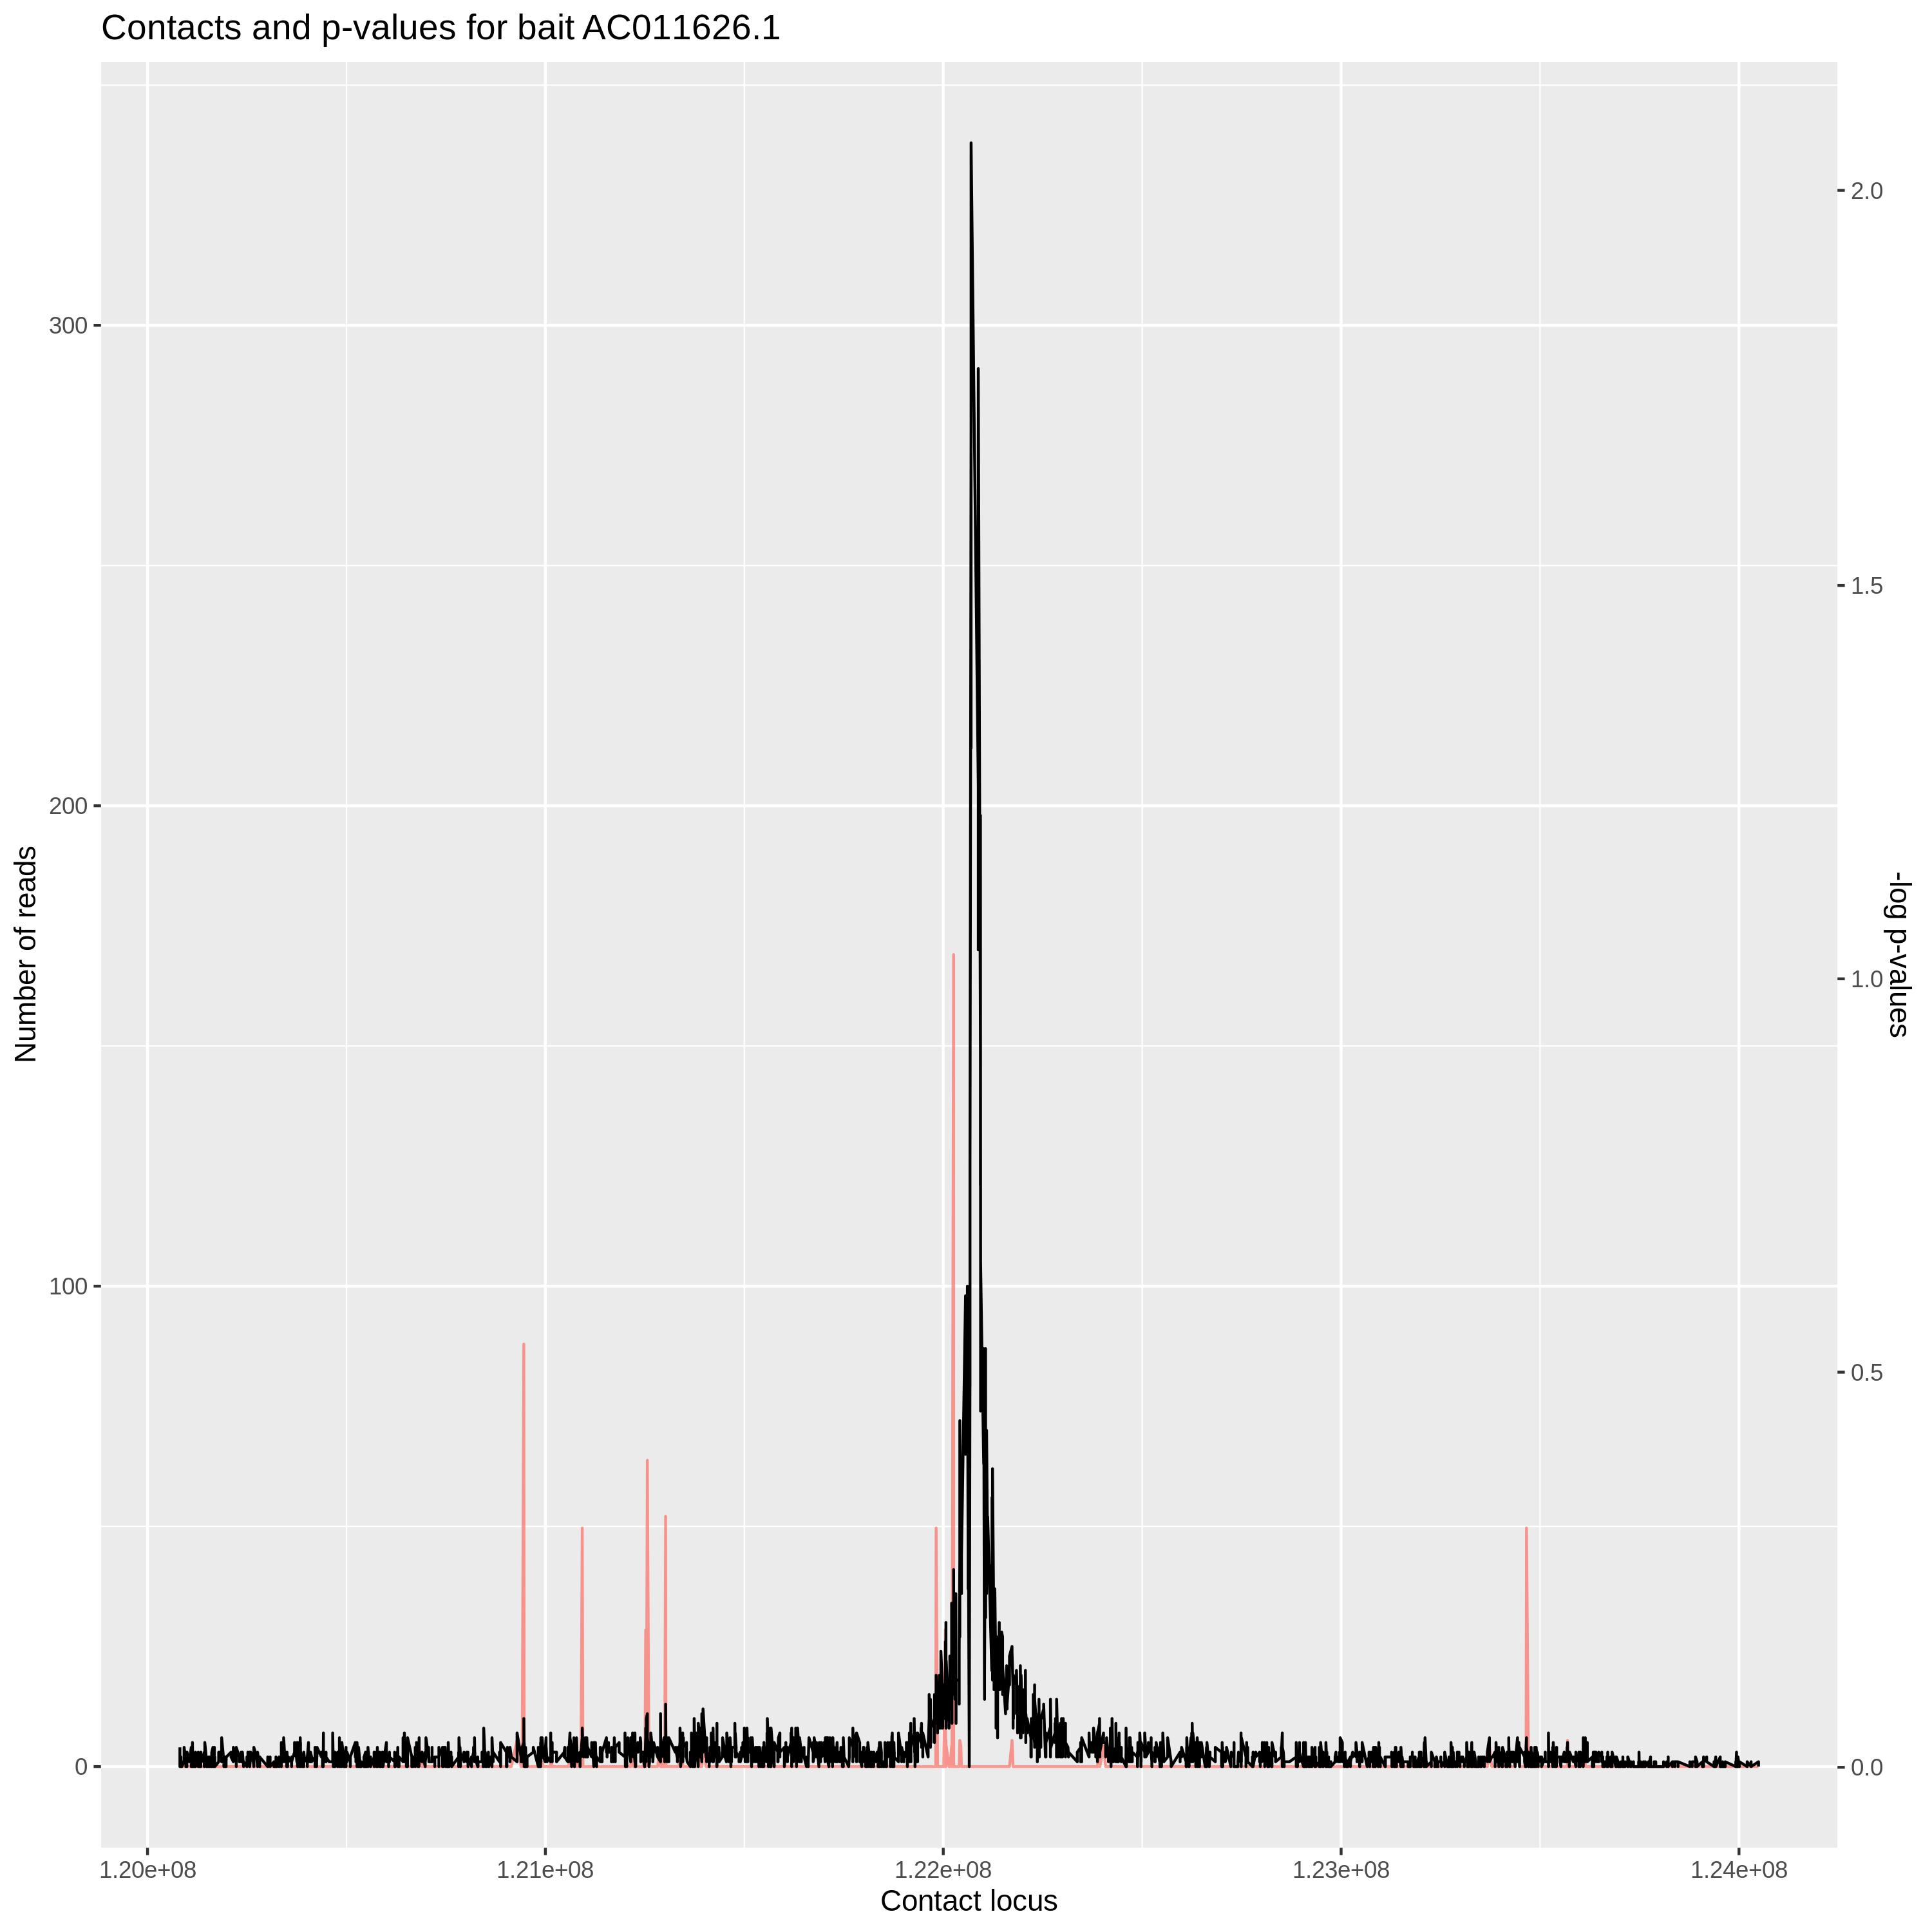 Contacts and p-values for bait AC011626.1
Number of reads
300
200
100
0
2.0
1.5
1.0
0.5
0.0
-log p-values
1.20e+08
1.21e+08
1.22e+08
1.23e+08
1.24e+08
Contact locus